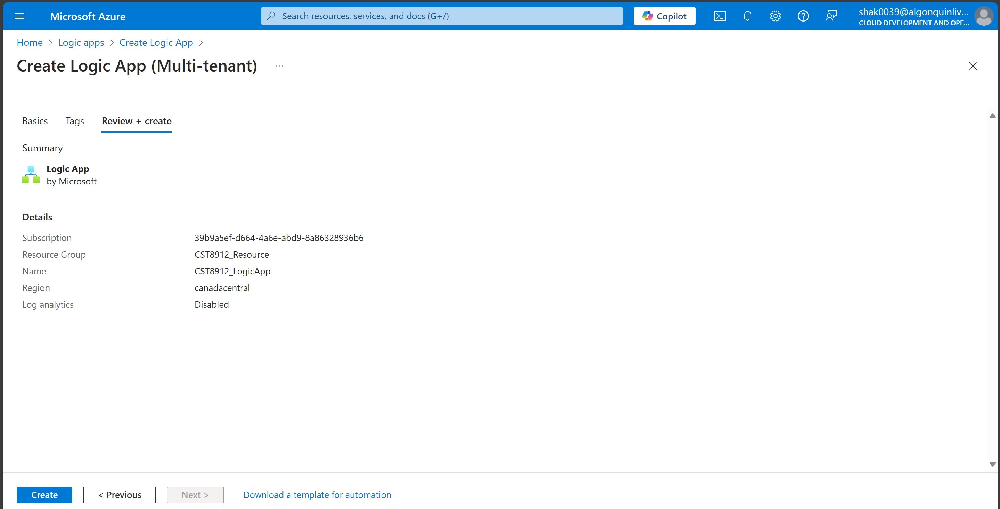 Microsoft Azure
Search resources, services, and docs (G+/)
Copilot
shak0039@algonquinliv...
CLOUD DEVELOPMENT AND OPE...
Home > Logic apps > Create Logic App >
Create Logic App (Multi-tenant) ...
Basics Tags Review + create
Summary
Logic App
by Microsoft
Details
Subscription 39b9a5ef-d664-4a6e-abd9-8a86328936b6
Resource Group CST8912_Resource
Name CST8912_LogicApp
Region canadacentral
Log analytics Disabled
Create < Previous Next > Download a template for automation